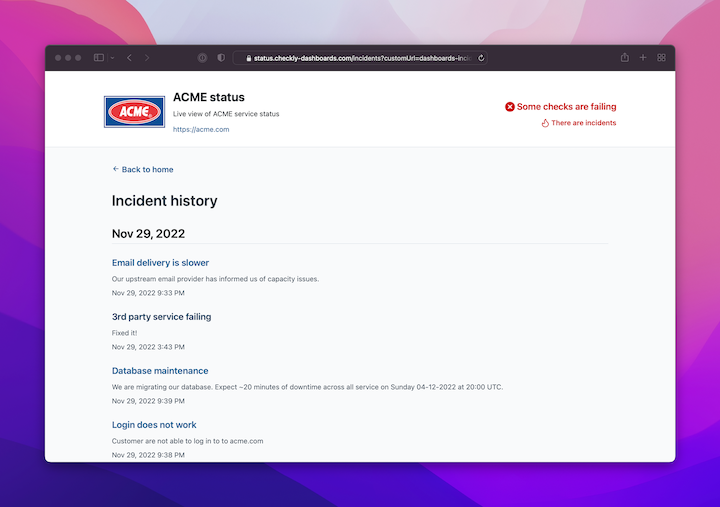 status.checkly-dashboards.com/incidents?customUrl=dashboards-inci
ACME
ACME status
Live view of ACME service status
https://acme.com
Some checks are failing
There are incidents
← Back to home
Incident history
Nov 29, 2022
Email delivery is slower
Our upstream email provider has informed us of capacity issues.
Nov 29, 2022 9:33 PM
3rd party service failing
Fixed it!
Nov 29, 2022 3:43 PM
Database maintenance
We are migrating our database. Expect ~20 minutes of downtime across all service on Sunday 04-12-2022 at 20:00 UTC.
Nov 29, 2022 9:39 PM
Login does not work
Customer are not able to log in to to acme.com
Nov 29, 2022 9:38 PM